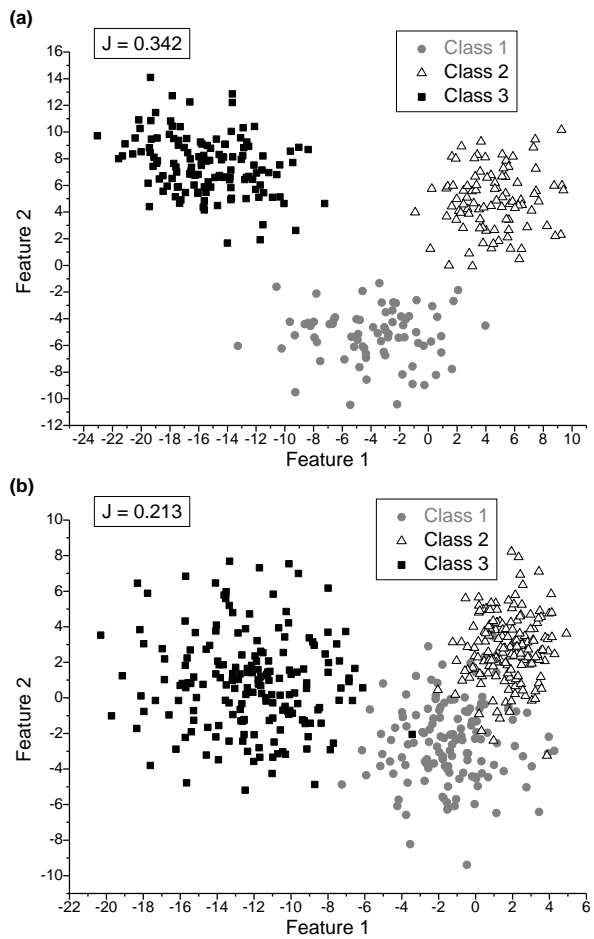 (a)
J = 0.342
Class 1
Class 2
Class 3
16
14
12
10
8
6
4
2
0
-2
-4
-6
-8
-10
-12
Feature 2
-24 -22 -20 -18 -16 -14 -12 -10 -8 -6 -4 -2 0 2 4 6 8 10
Feature 1
(b)
J = 0.213
Class 1
Class 2
Class 3
10
8
6
4
2
0
-2
-4
-6
-8
-10
Feature 2
-22 -20 -18 -16 -14 -12 -10 -8 -6 -4 -2 0 2 4 6
Feature 1